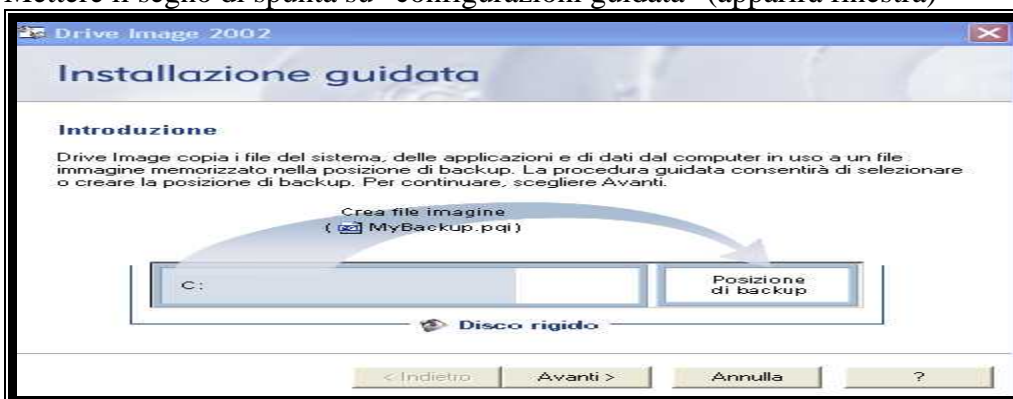 Mettere il segno di spunta su "configurazioni guidata" (apparirà finestra)
Drive Image 2002
Installazione guidata
Introduzione
Drive Image copia i file del sistema, delle applicazioni e di dati dal computer in uso a un file
immagine memorizzato nella posizione di backup. La procedura guidata consentirà di selezionare
o creare la posizione di backup. Per continuare, scegliere Avanti.
Crea file imagine
( MyBackup.pqi)
C:
Posizione
di backup
Disco rigido
< Indietro
Avanti >
Annulla
?